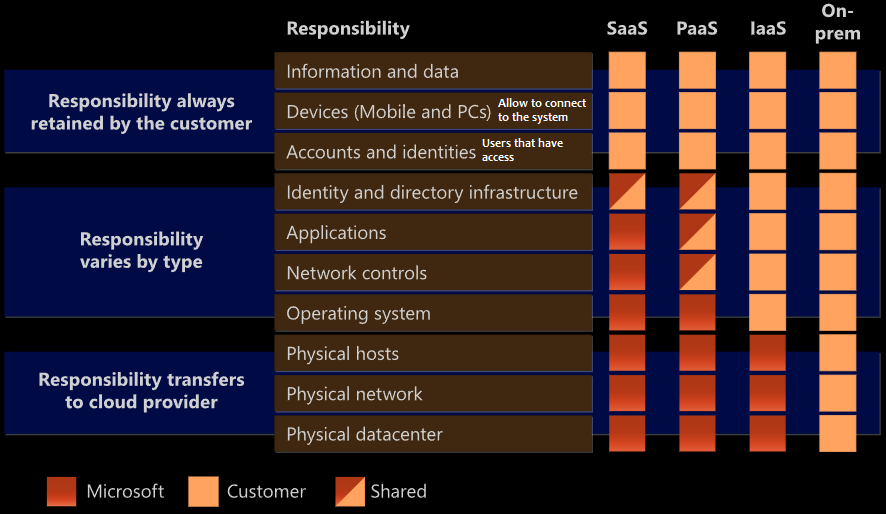 Responsibility SaaS PaaS IaaS On-
prem
Responsibility always
retained by the customer
Information and data
Devices (Mobile and PCs) Allow to connect
to the system
Accounts and identities Users that have
access
Responsibility
varies by type
Identity and directory infrastructure
Applications
Network controls
Operating system
Responsibility transfers
to cloud provider
Physical hosts
Physical network
Physical datacenter
Microsoft Customer Shared